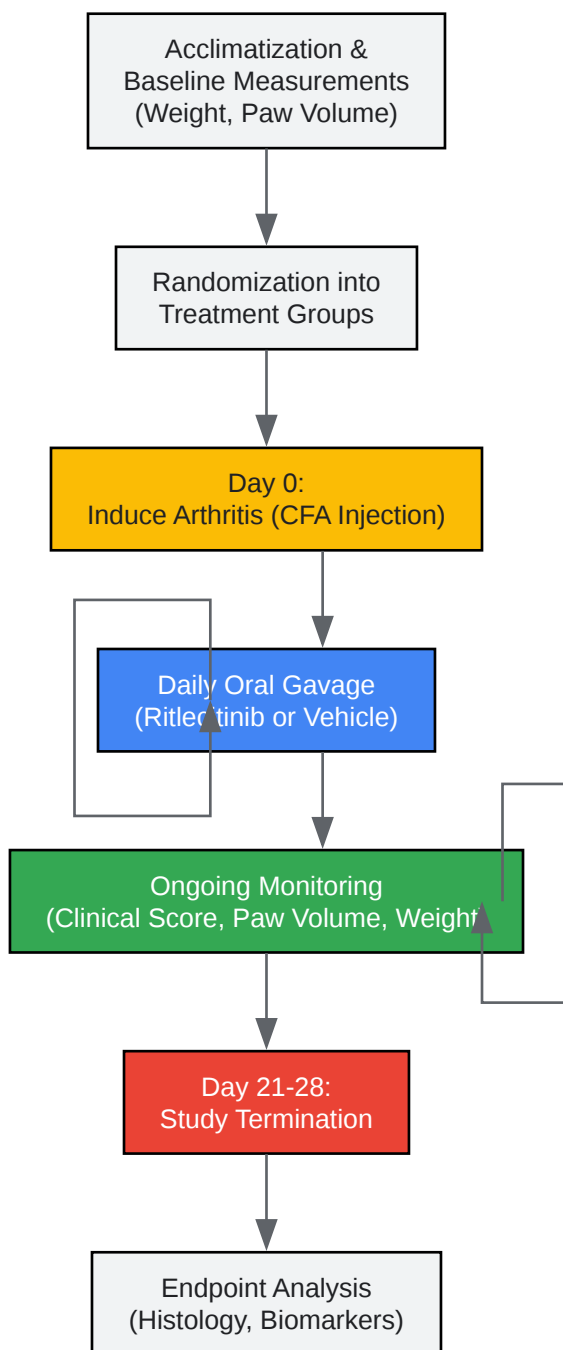 Acclimatization &
Baseline Measurements
(Weight, Paw Volume)
Randomization into
Treatment Groups
Day 0:
Induce Arthritis (CFA Injection)
Daily Oral Gavage
(Ritlecitinib or Vehicle)
Ongoing Monitoring
(Clinical Score, Paw Volume, Weight)
Day 21-28:
Study Termination
Endpoint Analysis
(Histology, Biomarkers)